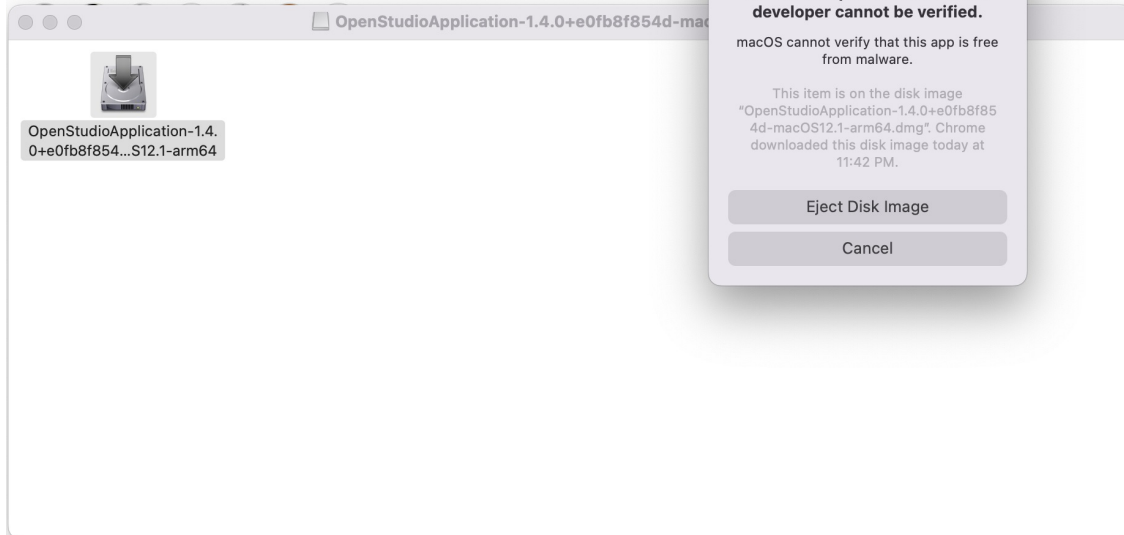 OpenStudioApplication-1.4.0+e0fb8f854d-mac
OpenStudioApplication-1.4.
0+e0fb8f854...S12.1-arm64
developer cannot be verified.
macOS cannot verify that this app is free
from malware.
This item is on the disk image
“OpenStudioApplication-1.4.0+e0fb8f85
4d-macOS12.1-arm64.dmg”. Chrome
downloaded this disk image today at
11:42 PM.
Eject Disk Image
Cancel